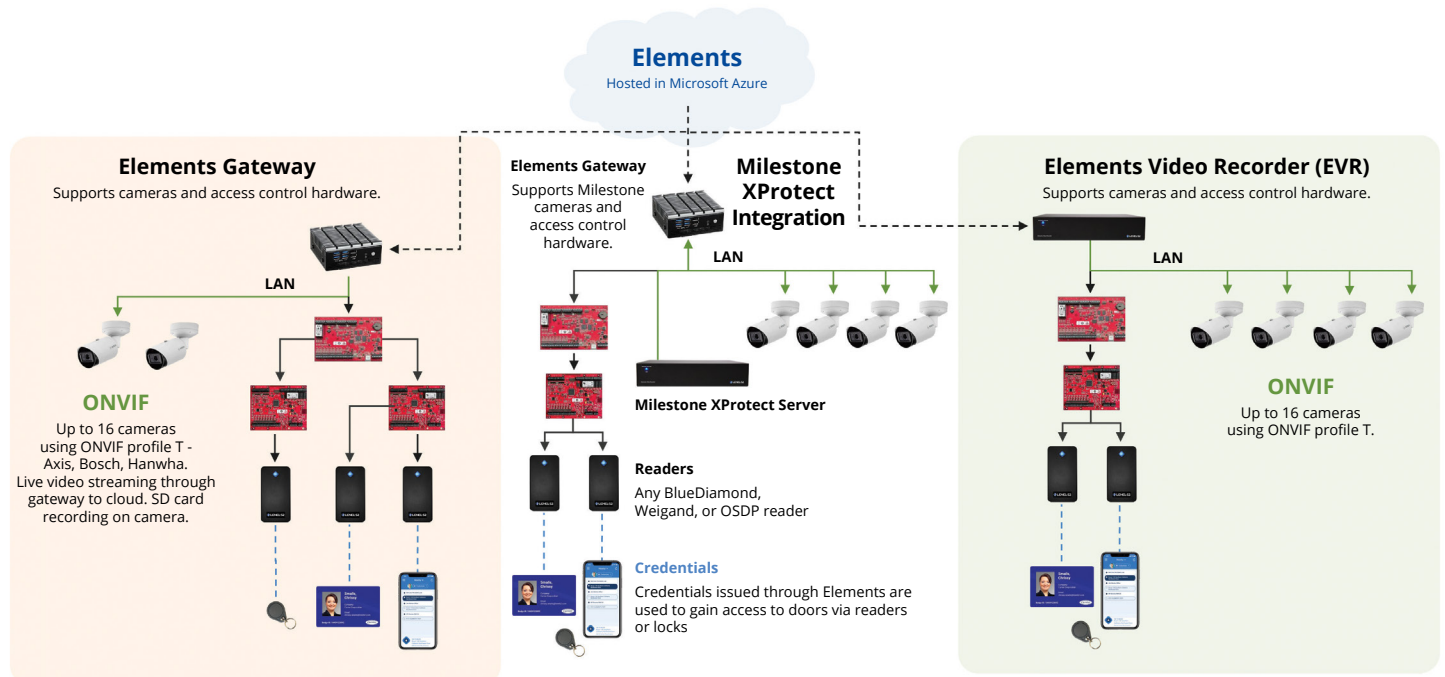 Elements
Hosted in Microsoft Azure
Elements Gateway
Supports cameras and access control hardware.
LAN
ONVIF
Up to 16 cameras
using ONVIF profile T -
Axis, Bosch, Hanwha.
Live video streaming through
gateway to cloud. SD card
recording on camera.
Elements Gateway
Supports Milestone
cameras and
access control
hardware.
Milestone
XProtect
Integration
LAN
Milestone XProtect Server
Readers
Any BlueDiamond,
Weigand, or OSDP reader
Credentials
Credentials issued through Elements are
used to gain access to doors via readers
or locks
Elements Video Recorder (EVR)
Supports cameras and access control hardware.
LAN
ONVIF
Up to 16 cameras
using ONVIF profile T.